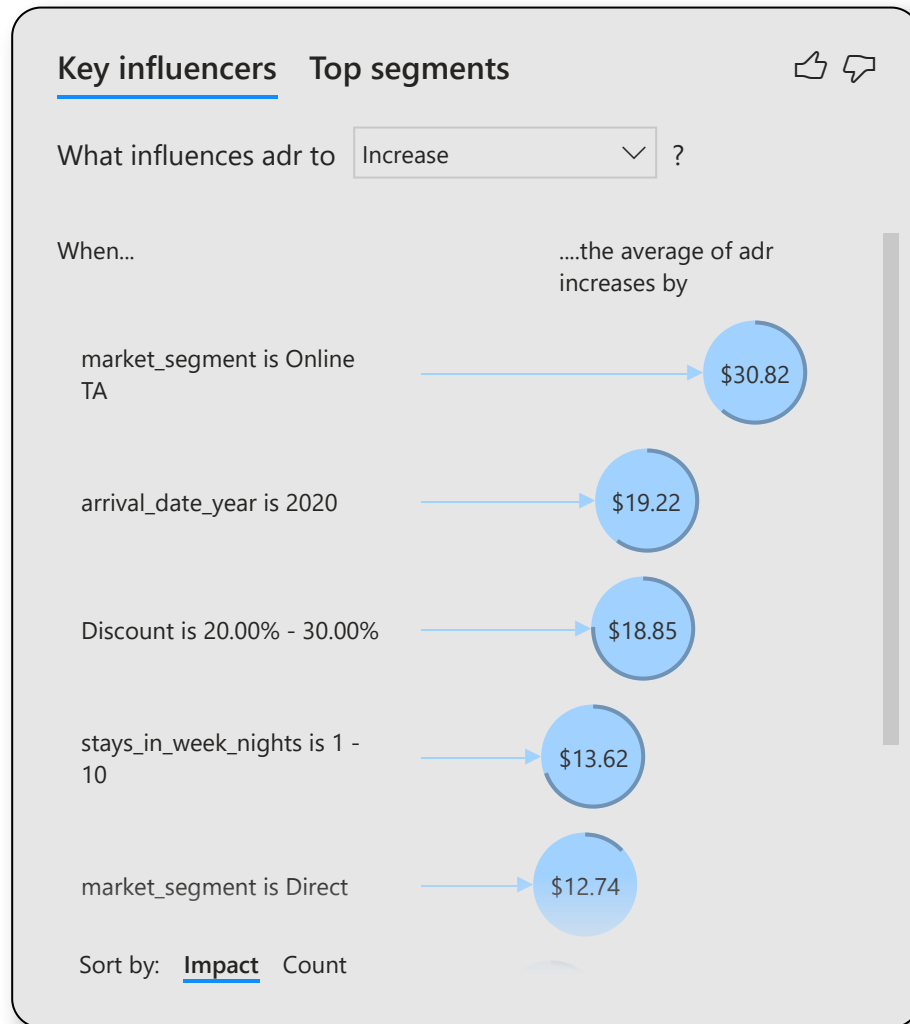 Key influencers Top segments
What influences adr to Increase ?
When...
....the average of adr
increases by
market_segment is Online
TA
$30.82
arrival_date_year is 2020
$19.22
Discount is 20.00% - 30.00%
$18.85
stays_in_week_nights is 1 -
10
$13.62
market_segment is Direct
$12.74
Sort by: Impact Count